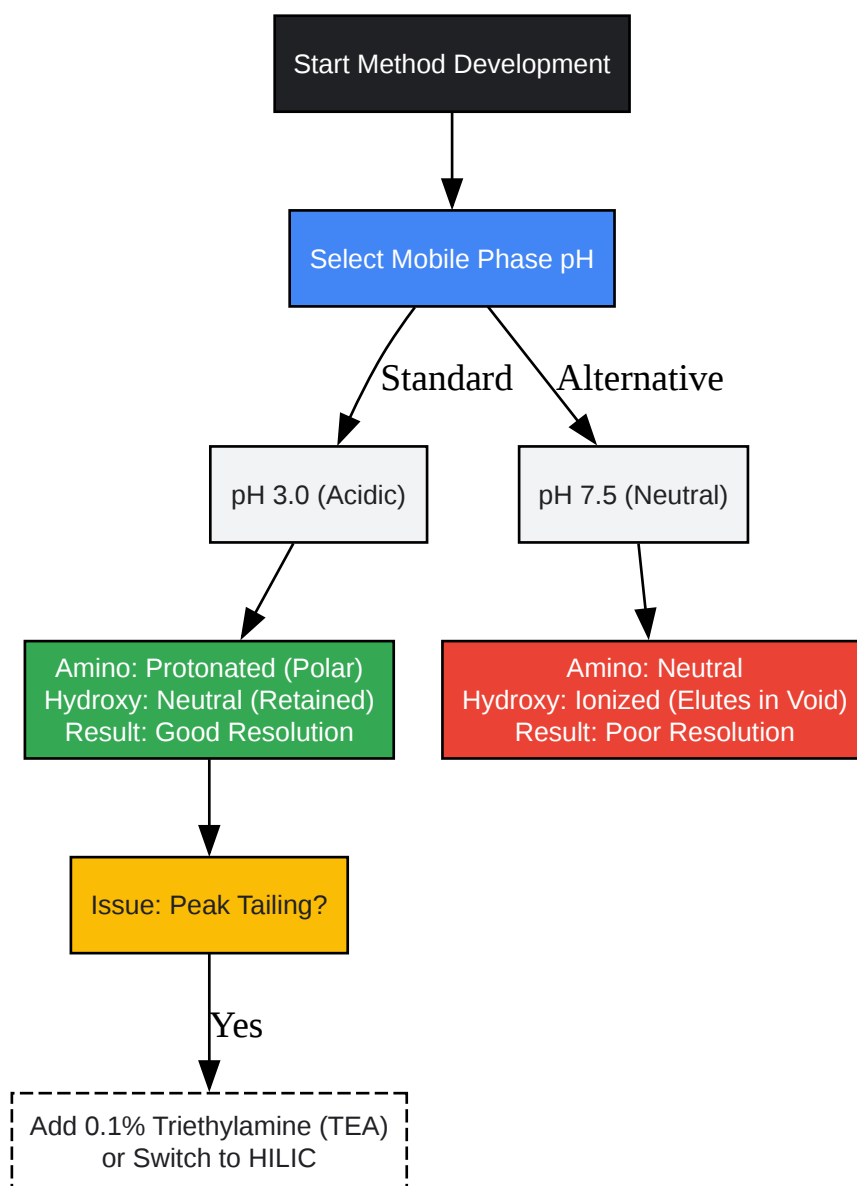 Start Method Development
Select Mobile Phase pH
Standard
Alternative
pH 3.0 (Acidic)
pH 7.5 (Neutral)
Amino: Protonated (Polar)
Hydroxy: Neutral (Retained)
Result: Good Resolution
Amino: Neutral
Hydroxy: Ionized (Elutes in Void)
Result: Poor Resolution
Issue: Peak Tailing?
Yes
Add 0.1% Triethylamine (TEA)
or Switch to HILIC